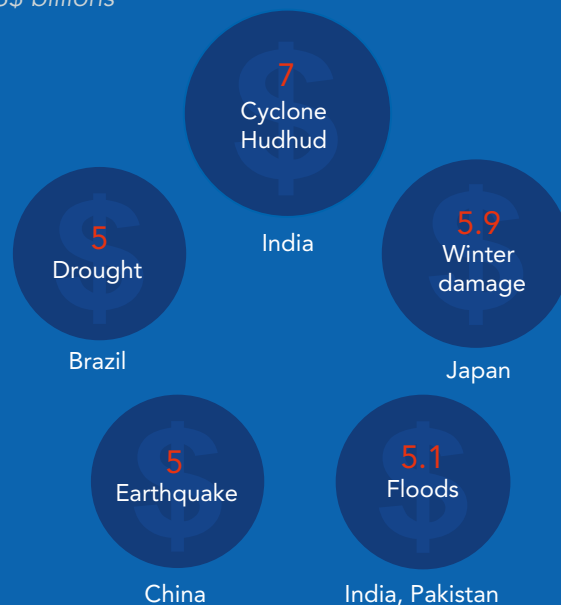 $ billions
7
Cyclone
Hudhud
India
5
Drought
Brazil
5.9
Winter
damage
Japan
5
Earthquake
China
5.1
Floods
India, Pakistan